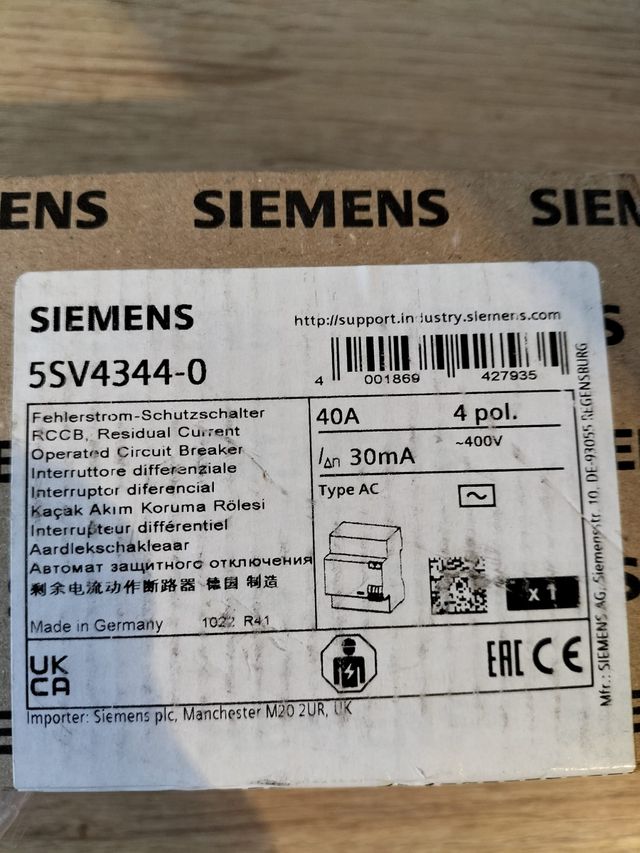 ENS SIEMENS SIEM
SIEMENS
http://support.industry.siemens.com
5SV4344-0
4 001869 427935
Fehlerstrom-Schutzschalter
RCCB, Residual Current
Operated Circuit Breaker
Interruttore differenziale
Interruptor diferencial
Kaçak Akım Koruma Rölesi
Interrupteur différentiel
Aardlekschakleaar
Автомат защитного отключения
剩余电流动作断路器 德国 制造
Made in Germany 1022 R41
40A 4 pol.
~400V
I∆n 30mA
Type AC
x 1
UK
CA
EAC CE
Importer: Siemens plc, Manchester M20 2UR, UK
Mfr.: SIEMENS AG, Siemensstr. 10, DE-93055 REGENSBURG